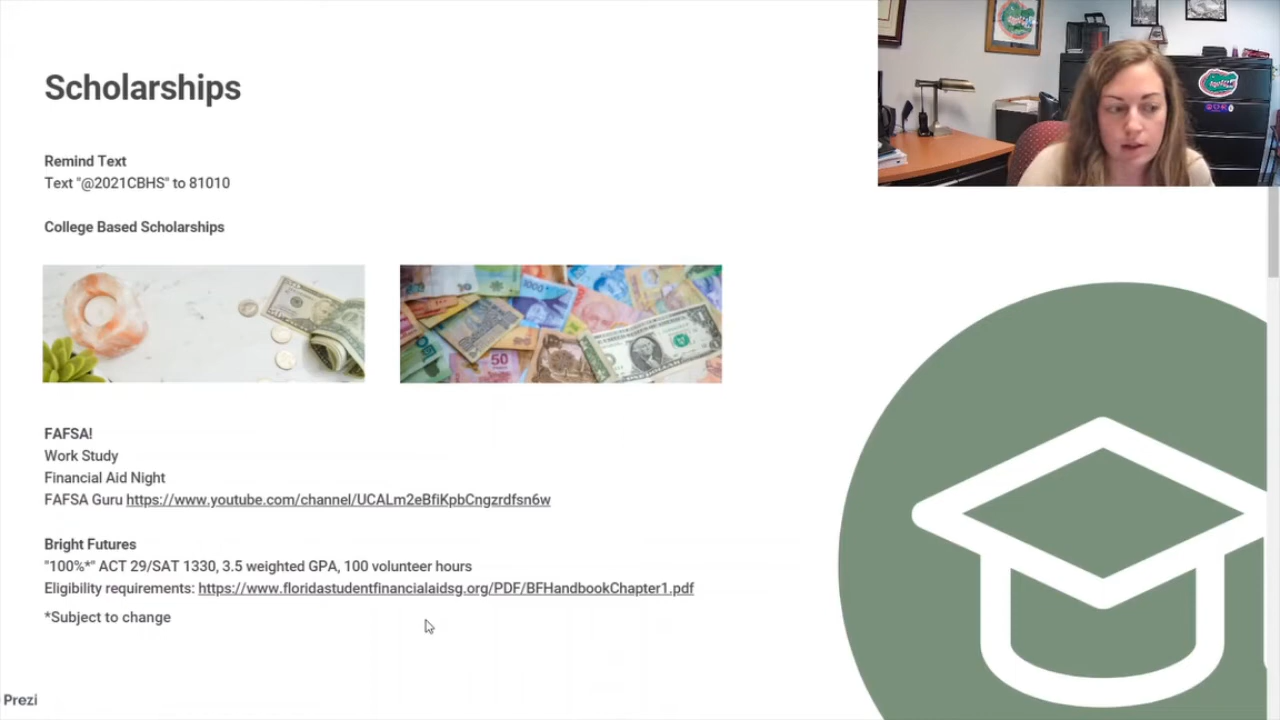 Scholarships
Remind Text
Text "@2021CBHS" to 81010
College Based Scholarships
FAFSA!
Work Study
Financial Aid Night
FAFSA Guru https://www.youtube.com/channel/UCALm2eBfiKpbCngzrdfsn6w
Bright Futures
"100%*" ACT 29/SAT 1330, 3.5 weighted GPA, 100 volunteer hours
Eligibility requirements: https://www.floridastudentfinancialaidsg.org/PDF/BFHandbookChapter1.pdf
*Subject to change
Prezi